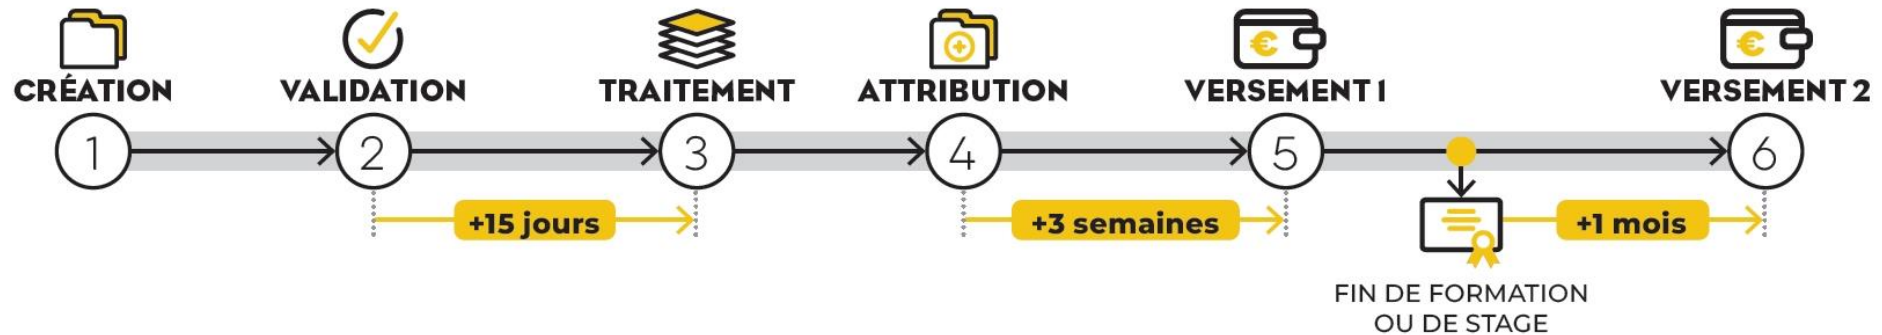 CRÉATION
VALIDATION
TRAITEMENT
ATTRIBUTION
VERSEMENT 1
VERSEMENT 2
1
2
3
4
5
6
+15 jours
+3 semaines
+1 mois
FIN DE FORMATION
OU DE STAGE